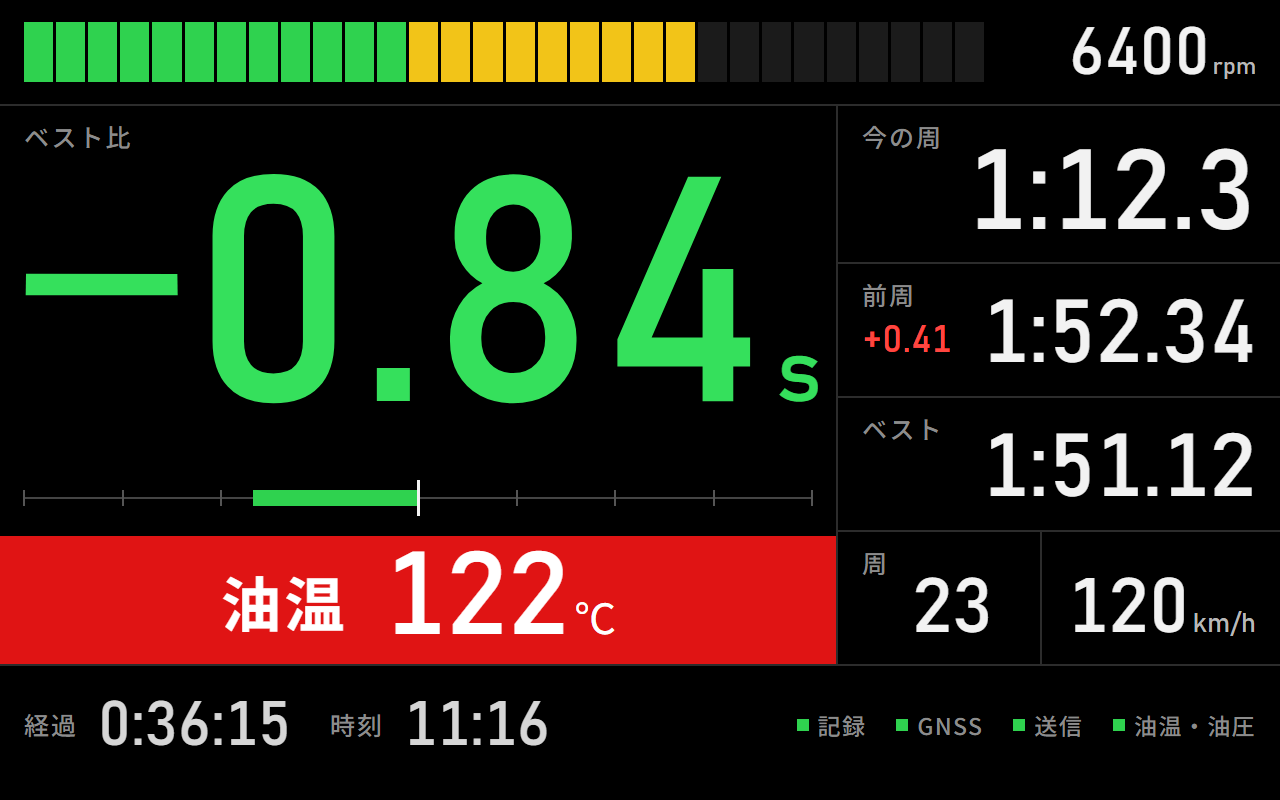 6400 rpm
ベスト比
−0.84 s
今の周
1:12.3
前周
+0.41
1:52.34
ベスト
1:51.12
油温 122 ℃
周
23
120 km/h
経過 0:36:15 時刻 11:16
記録 GNSS 送信 油温・油圧